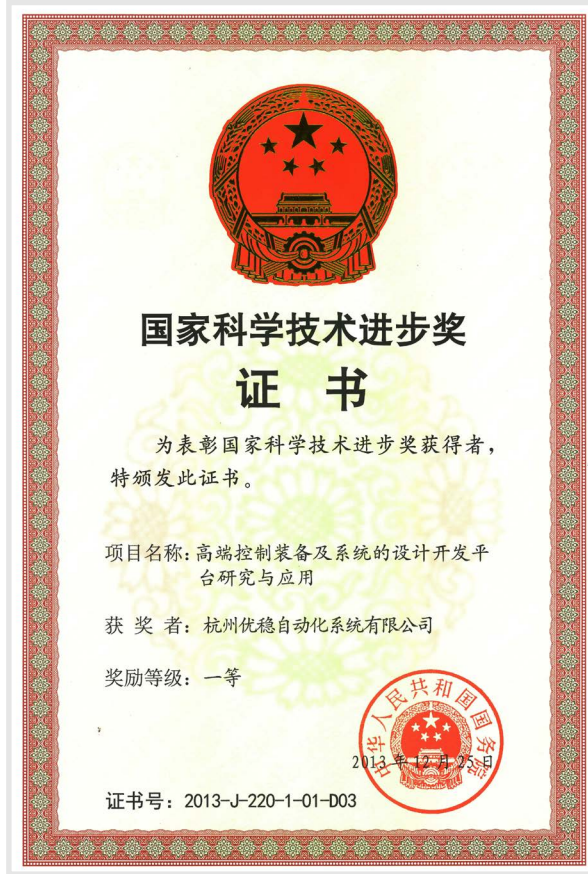 国家科学技术进步奖
证 书
为表彰国家科学技术进步奖获得者，
特颁发此证书。
项目名称：高端控制装备及系统的设计开发平
台研究与应用
获 奖 者：杭州优稳自动化系统有限公司
奖励等级：一等
中华人民共和国国务院
2013年12月25日
证书号：2013-J-220-1-01-D03